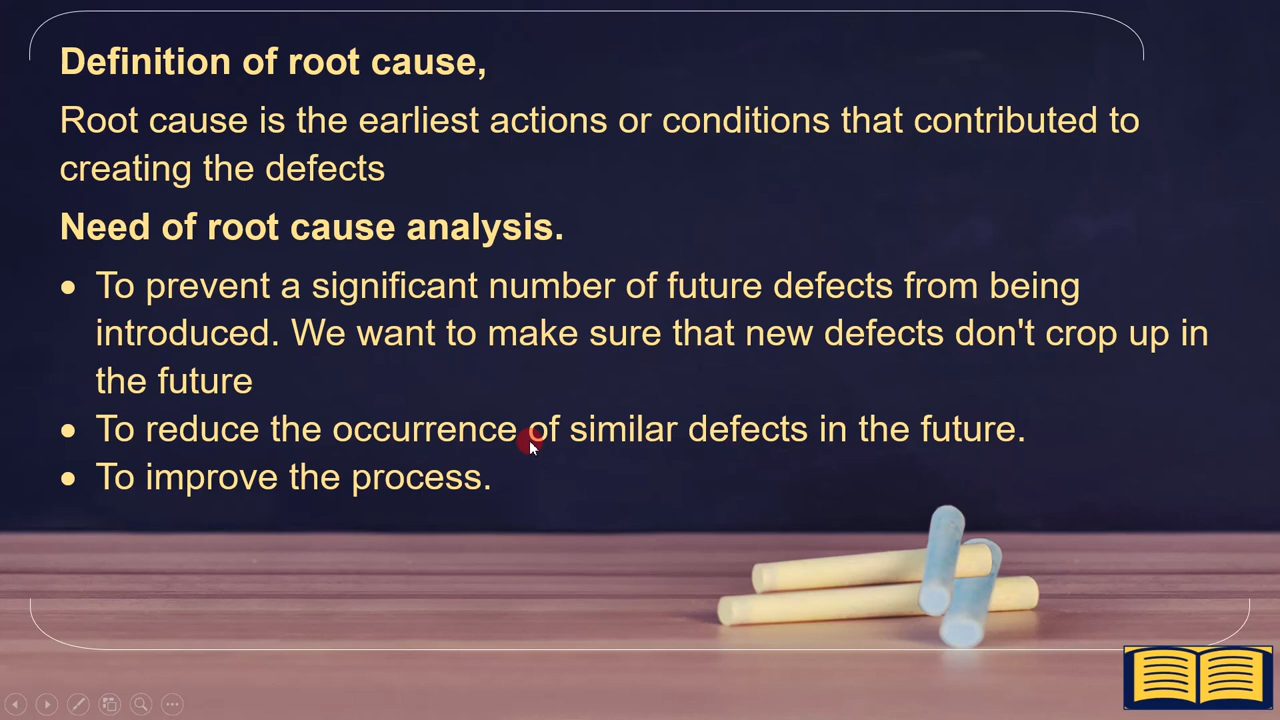 Definition of root cause,
Root cause is the earliest actions or conditions that contributed to
creating the defects
Need of root cause analysis.
• To prevent a significant number of future defects from being
introduced. We want to make sure that new defects don't crop up in
the future
• To reduce the occurrence of similar defects in the future.
• To improve the process.